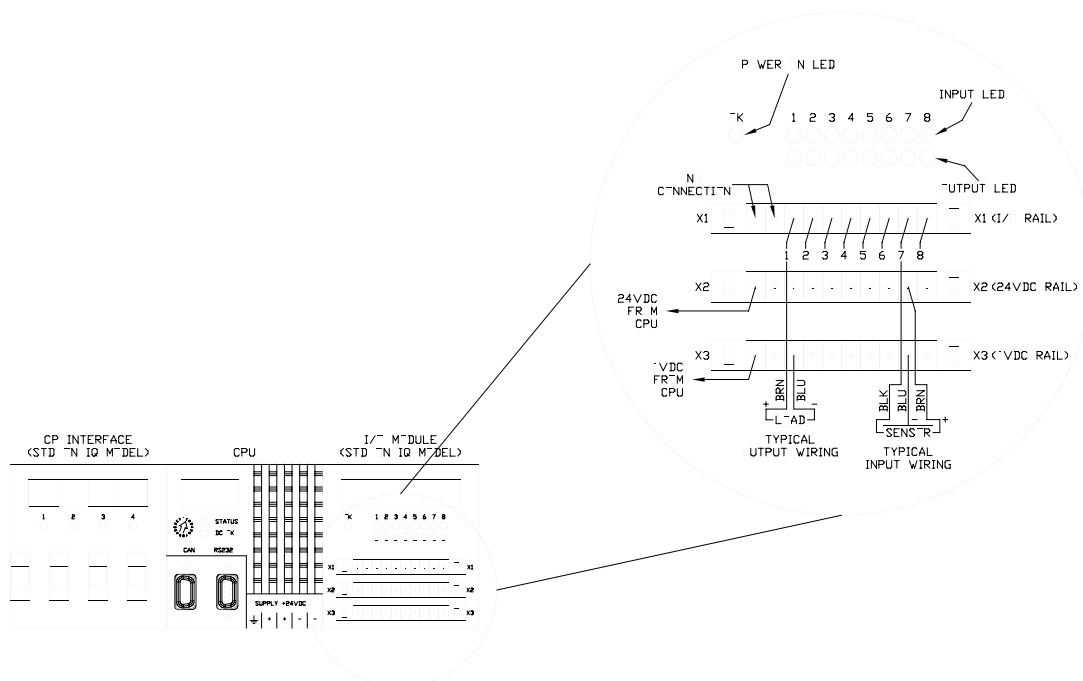 P WER  N LED
INPUT LED
¯K 1 2 3 4 5 6 7 8
N
C¯NNECTI¯N
¯UTPUT LED
X1
X1 (I/  RAIL)
1 2 3 4 5 6 7 8
X2
X2 (24VDC RAIL)
24VDC
FR M
CPU
X3
X3 (¯VDC RAIL)
¯VDC
FR¯M
CPU
BRN
BLU
BLK
BLU
BRN
+ -
L¯AD
- +
SENS¯R
TYPICAL
 UTPUT WIRING
TYPICAL
INPUT WIRING
CP INTERFACE
(STD ¯N IQ M¯DEL)
CPU
I/¯ M¯DULE
(STD ¯N IQ M¯DEL)
1 2 3 4
STATUS
DC ¯K
CAN
RS232
SUPPLY +24VDC
+ + - -
¯K 1 2 3 4 5 6 7 8
X1 X1
X2 X2
X3 X3